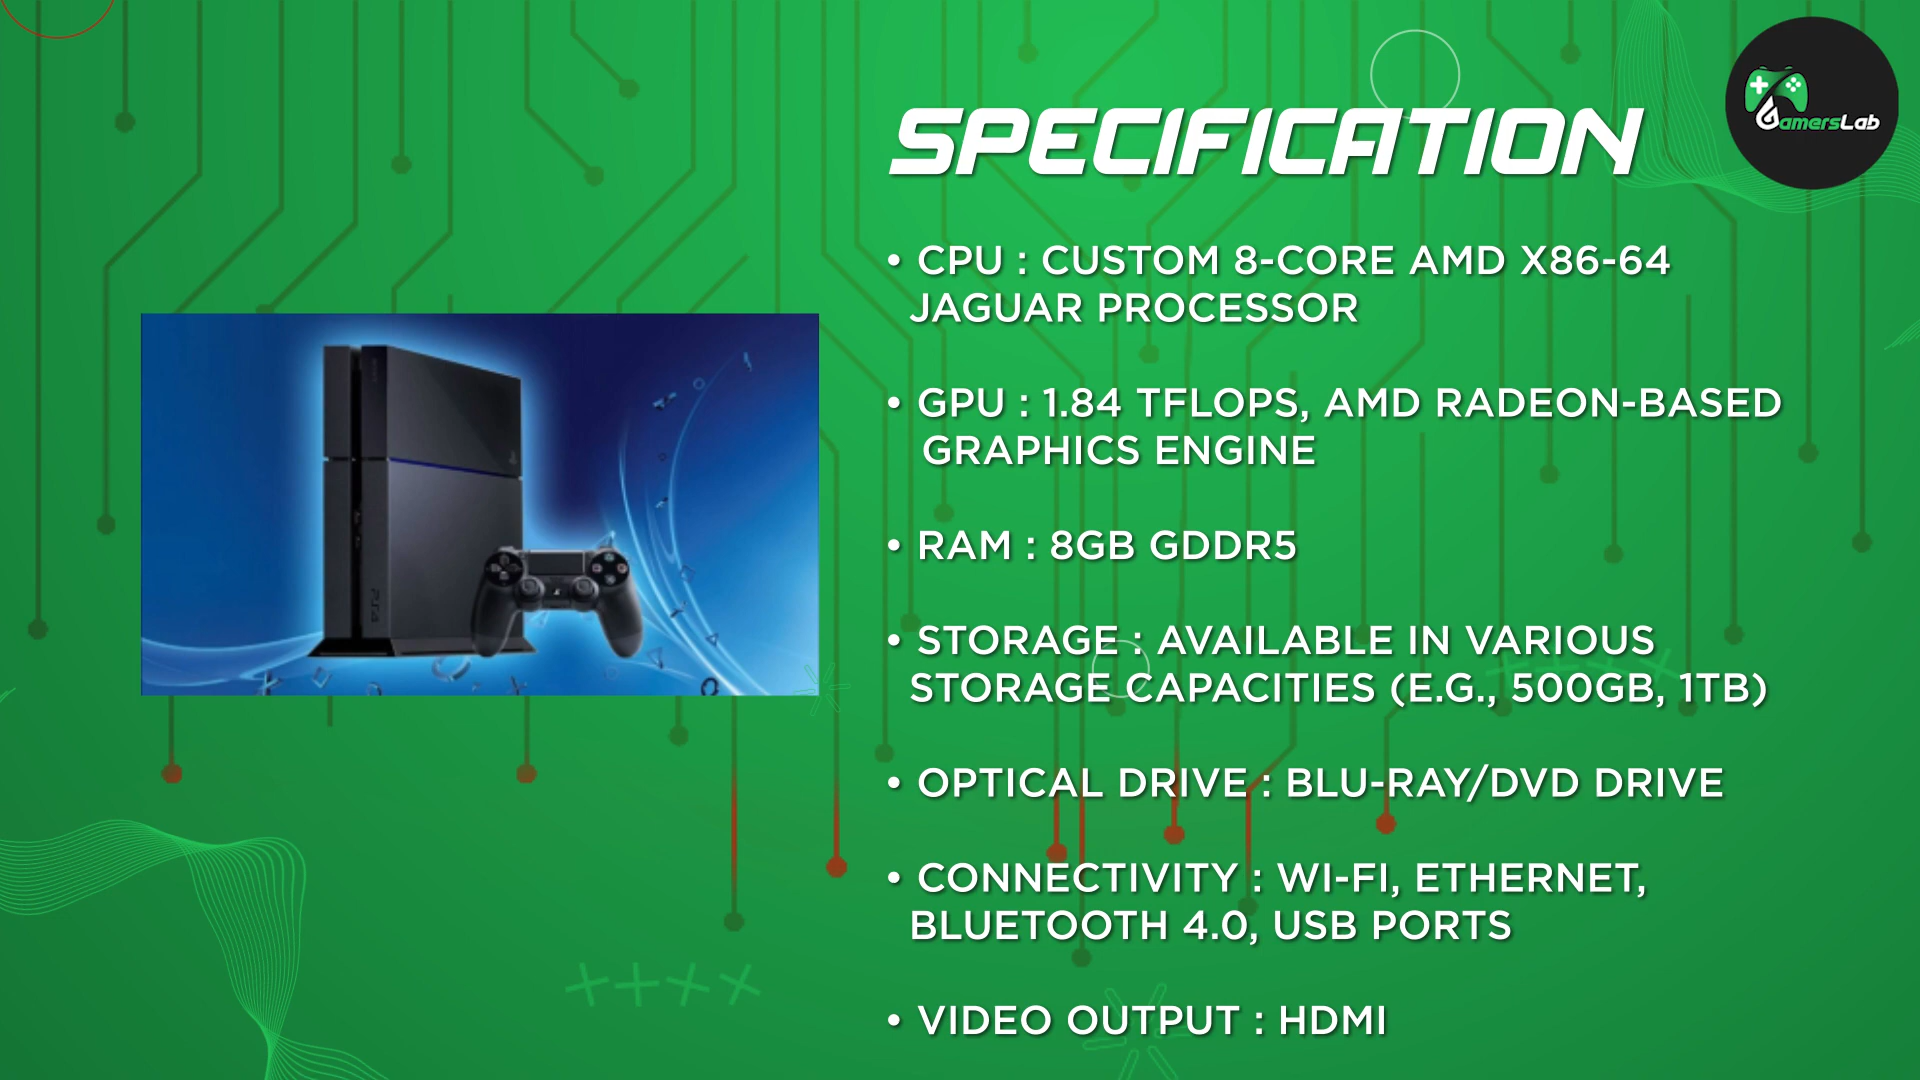 GamersLab
SPECIFICATION
• CPU : CUSTOM 8-CORE AMD X86-64
JAGUAR PROCESSOR
• GPU : 1.84 TFLOPS, AMD RADEON-BASED
GRAPHICS ENGINE
• RAM : 8GB GDDR5
• STORAGE : AVAILABLE IN VARIOUS
STORAGE CAPACITIES (E.G., 500GB, 1TB)
• OPTICAL DRIVE : BLU-RAY/DVD DRIVE
• CONNECTIVITY : WI-FI, ETHERNET,
BLUETOOTH 4.0, USB PORTS
• VIDEO OUTPUT : HDMI
PS4